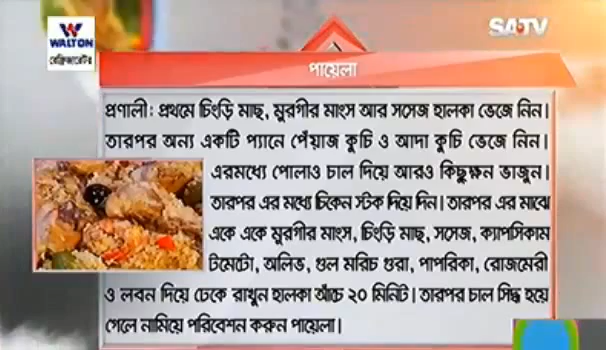 WALTON
রেফ্রিজারেটর
SATV
পায়েলা
প্রণালী: প্রথমে চিংড়ি মাছ, মুরগীর মাংস আর সসেজ হালকা ভেজে নিন।
তারপর অন্য একটি প্যানে পেঁয়াজ কুচি ও আদা কুচি ভেজে নিন।
এরমধ্যে পোলাও চাল দিয়ে আরও কিছুক্ষন ভাজুন।
তারপর এর মধ্যে চিকেন স্টক দিয়ে দিন। তারপর এর মাঝে
একে একে মুরগীর মাংস, চিংড়ি মাছ, সসেজ, ক্যাপসিকাম
টমেটো, অলিভ, গুল মরিচ গুরা, পাপরিকা, রোজমেরী
ও লবন দিয়ে ঢেকে রাখুন হালকা আঁচে ২০ মিনিট। তারপর চাল সিদ্ধ হয়ে
গেলে নামিয়ে পরিবেশন করুন পায়েলা।